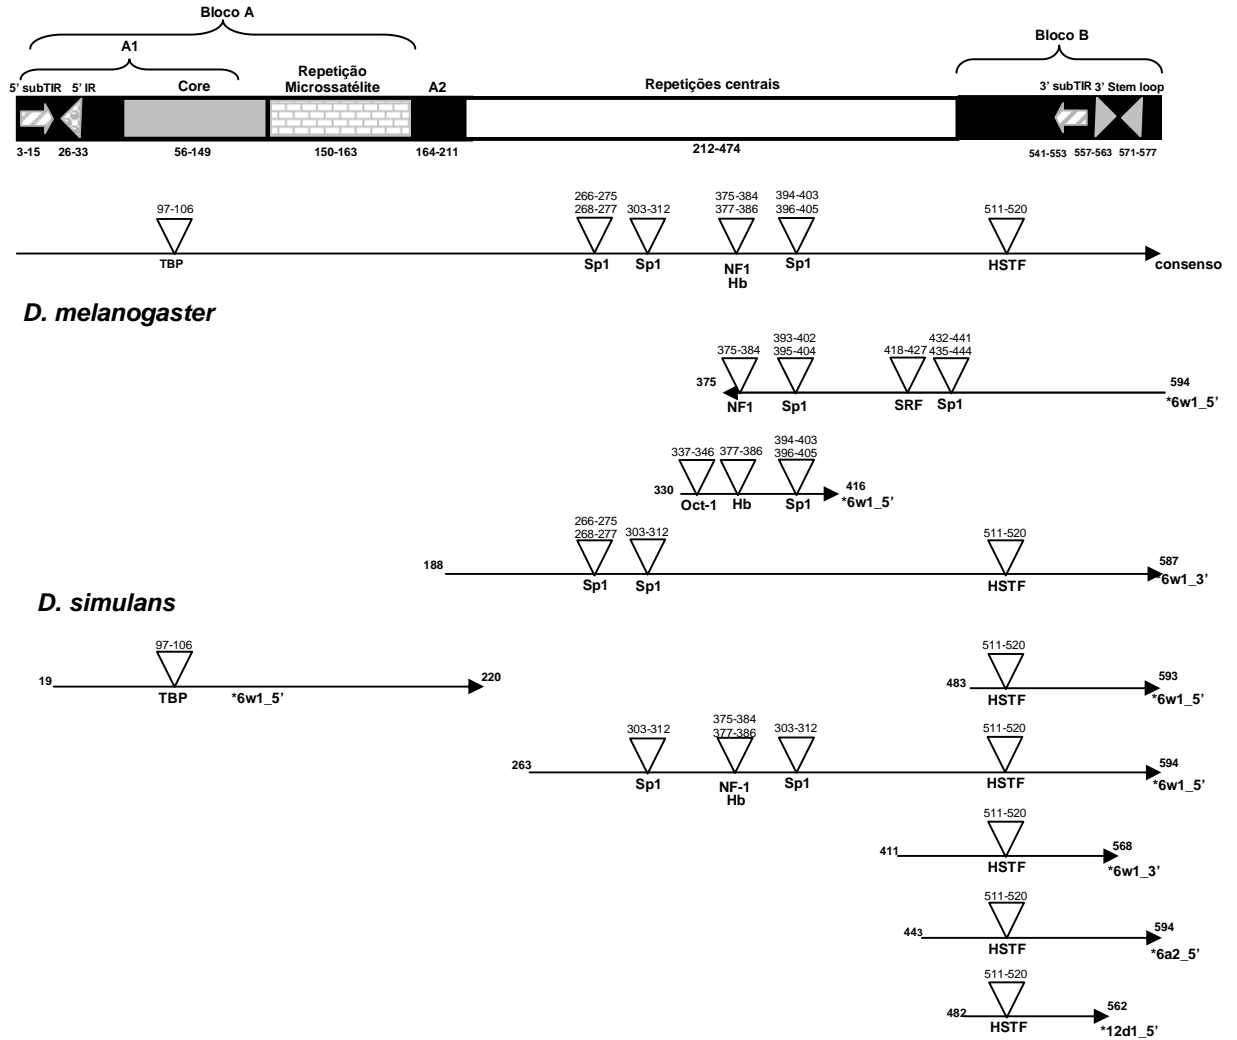 Bloco A
Bloco B
A1
5’ subTIR
5’ IR
Core
Repetição
Microssatélite
A2
Repetições centrais
3’ subTIR
3’ Stem loop
3-15
26-33
56-149
150-163
164-211
212-474
541-553
557-563
571-577
97-106
266-275
268-277
303-312
375-384
377-386
394-403
396-405
511-520
TBP
Sp1
Sp1
NF1
Hb
Sp1
HSTF
consenso
D. melanogaster
375-384
393-402
395-404
418-427
432-441
435-444
375
594
NF1
Sp1
SRF
Sp1
*6w1_5’
337-346
377-386
394-403
396-405
330
416
Oct-1
Hb
Sp1
*6w1_5’
266-275
268-277
303-312
511-520
188
587
Sp1
Sp1
HSTF
*6w1_3’
D. simulans
97-106
19
220
TBP
*6w1_5’
511-520
483
593
HSTF
*6w1_5’
303-312
375-384
377-386
303-312
511-520
263
594
Sp1
NF-1
Hb
Sp1
HSTF
*6w1_5’
511-520
411
568
HSTF
*6w1_3’
511-520
443
594
HSTF
*6a2_5’
511-520
482
562
HSTF
*12d1_5’